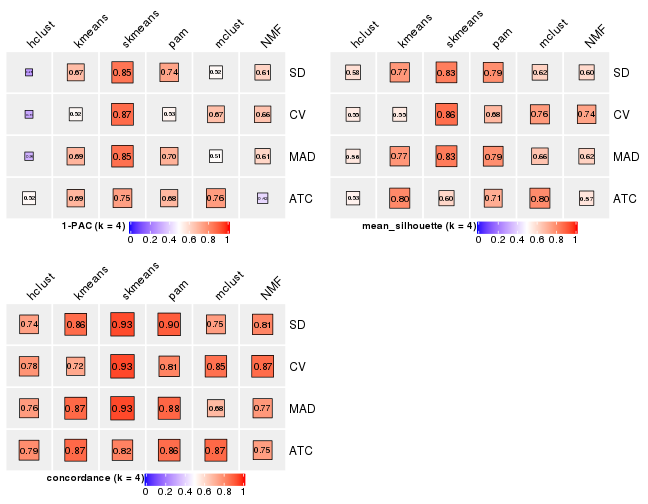 hclust kmeans skmeans pam mclust NMF
0.67 0.85 0.74 0.52 0.61 SD
0.52 0.87 0.53 0.67 0.66 CV
0.69 0.85 0.70 0.51 0.61 MAD
0.52 0.69 0.75 0.68 0.76 ATC
1-PAC (k = 4)
0 0.2 0.4 0.6 0.8 1
hclust kmeans skmeans pam mclust NMF
0.58 0.77 0.83 0.79 0.62 0.60 SD
0.55 0.55 0.86 0.68 0.76 0.74 CV
0.56 0.77 0.83 0.79 0.66 0.62 MAD
0.53 0.80 0.60 0.71 0.80 0.57 ATC
mean_silhouette (k = 4)
0 0.2 0.4 0.6 0.8 1
hclust kmeans skmeans pam mclust NMF
0.74 0.86 0.93 0.90 0.75 0.81 SD
0.78 0.72 0.93 0.81 0.85 0.87 CV
0.76 0.87 0.93 0.88 0.68 0.77 MAD
0.79 0.87 0.82 0.86 0.87 0.75 ATC
concordance (k = 4)
0 0.2 0.4 0.6 0.8 1